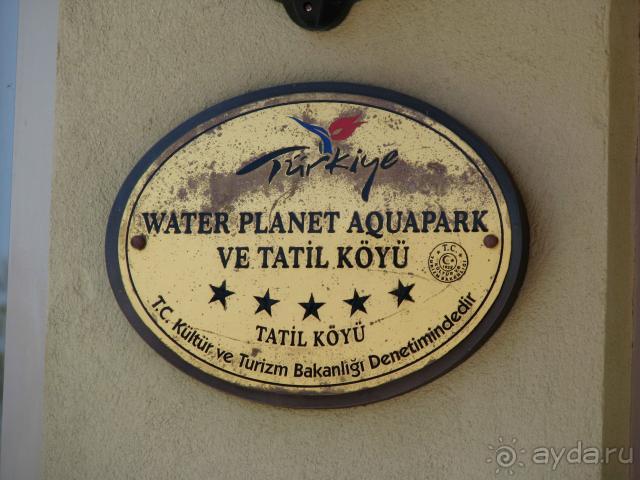 Türkiye
WATER PLANET AQUAPARK
VE TATİL KÖYÜ
TATİL KÖYÜ
T.C. Kültür ve Turizm Bakanlığı Denetimindedir
T.C.
ayda.ru